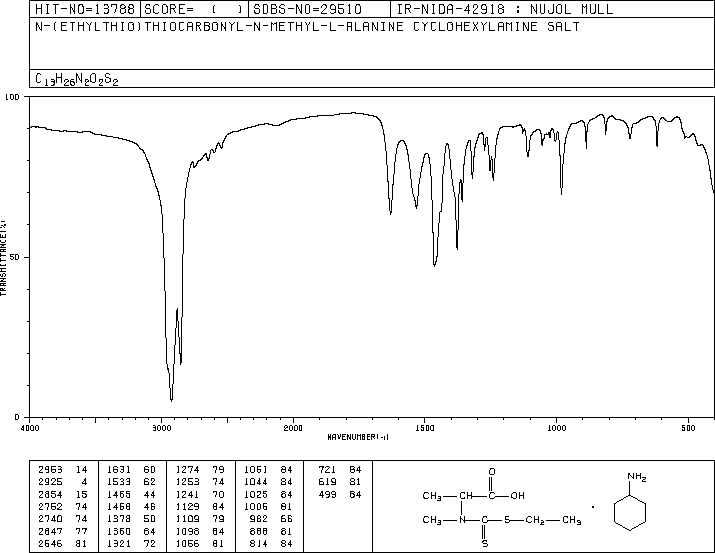 HIT-NO=13788 SCORE= ( ) SDBS-NO=29510 IR-NIDA-42918 : NUJOL MULL
N-(ETHYLTHIO)THIOCARBONYL-N-METHYL-L-ALANINE CYCLOHEXYLAMINE SALT
C13H26N2O2S2
100
50
0
TRANSMITTANCE(%)
4000 3000 2000 1500 1000 500
WAVENUMBER(-1)
2963 14 1631 60 1274 79 1061 84 721 84
2925 4 1533 62 1253 74 1044 84 619 81
2854 15 1465 44 1241 70 1025 84 499 84
2752 74 1458 46 1129 84 1006 81
2740 74 1378 50 1109 79 982 66
2647 77 1360 64 1098 84 888 81
2546 81 1321 72 1056 81 814 84
O
CH3 CH C OH
CH3 N C S CH2 CH3
S
·
NH2